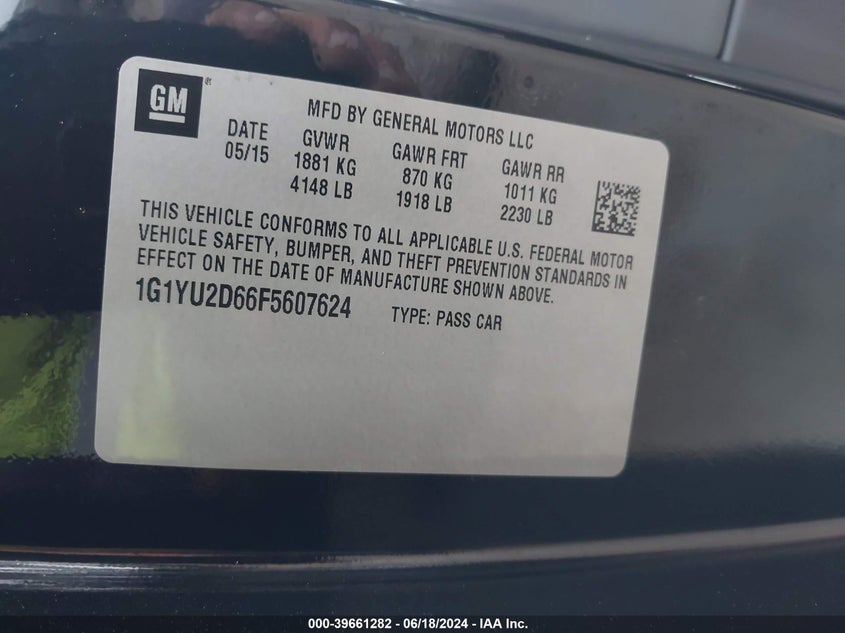 GM
MFD BY GENERAL MOTORS LLC
DATE GVWR GAWR FRT GAWR RR
05/15 1881 KG 870 KG 1011 KG
4148 LB 1918 LB 2230 LB
THIS VEHICLE CONFORMS TO ALL APPLICABLE U.S. FEDERAL MOTOR
VEHICLE SAFETY, BUMPER, AND THEFT PREVENTION STANDARDS IN
EFFECT ON THE DATE OF MANUFACTURE SHOWN ABOVE.
1G1YU2D66F5607624 TYPE: PASS CAR
000-39661282 - 06/18/2024 - IAA Inc.